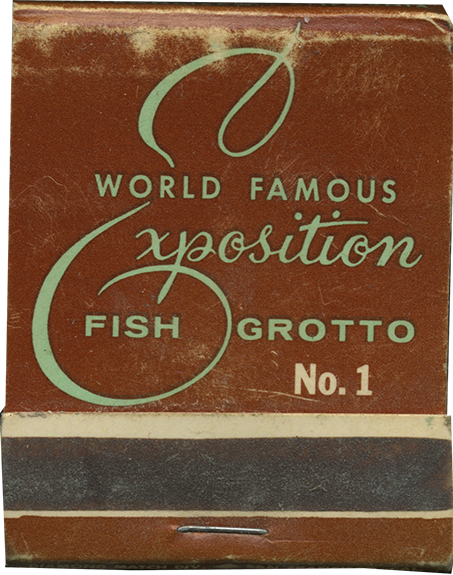 WORLD FAMOUS
Exposition
FISH GROTTO
No. 1